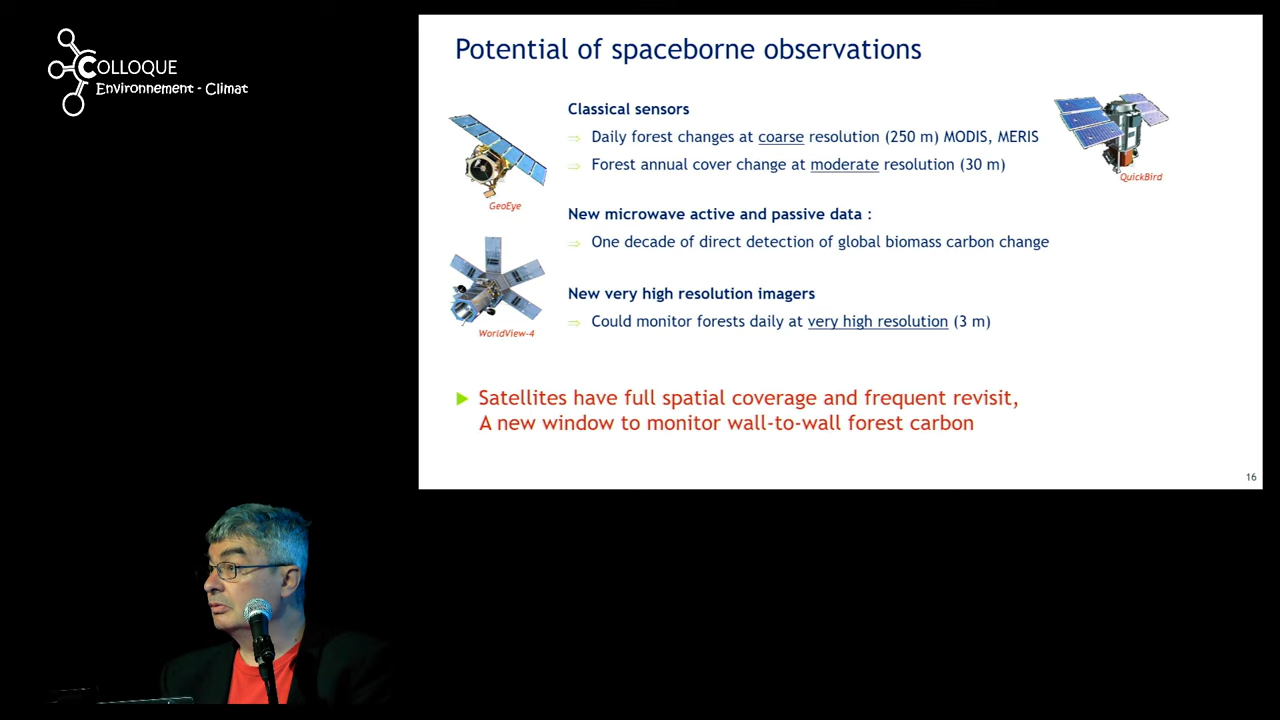 COLLOQUE
Environnement - Climat
Potential of spaceborne observations
Classical sensors
⇒ Daily forest changes at coarse resolution (250 m) MODIS, MERIS
⇒ Forest annual cover change at moderate resolution (30 m)
QuickBird
GeoEye
New microwave active and passive data :
⇒ One decade of direct detection of global biomass carbon change
New very high resolution imagers
⇒ Could monitor forests daily at very high resolution (3 m)
WorldView-4
Satellites have full spatial coverage and frequent revisit,
A new window to monitor wall-to-wall forest carbon
16